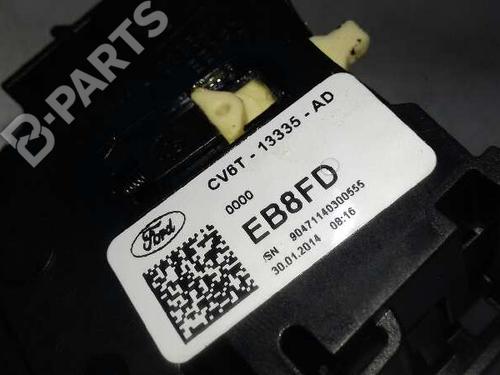 B-PARTS
CV6T - 13335 - AD
0000
EB8FD
Ford
SN 90471140300555
30.01.2014 08:16